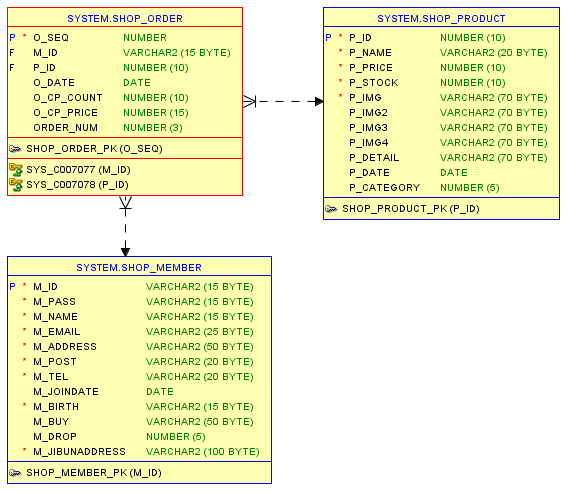 SYSTEM.SHOP_ORDER
P * O_SEQ NUMBER
F M_ID VARCHAR2 (15 BYTE)
F P_ID NUMBER (10)
O_DATE DATE
O_CP_COUNT NUMBER (10)
O_CP_PRICE NUMBER (15)
ORDER_NUM NUMBER (3)
SHOP_ORDER_PK (O_SEQ)
SYS_C007077 (M_ID)
SYS_C007078 (P_ID)
SYSTEM.SHOP_PRODUCT
P * P_ID NUMBER (10)
* P_NAME VARCHAR2 (20 BYTE)
* P_PRICE NUMBER (10)
* P_STOCK NUMBER (10)
* P_IMG VARCHAR2 (70 BYTE)
P_IMG2 VARCHAR2 (70 BYTE)
P_IMG3 VARCHAR2 (70 BYTE)
P_IMG4 VARCHAR2 (70 BYTE)
P_DETAIL VARCHAR2 (70 BYTE)
P_DATE DATE
P_CATEGORY NUMBER (5)
SHOP_PRODUCT_PK (P_ID)
SYSTEM.SHOP_MEMBER
P * M_ID VARCHAR2 (15 BYTE)
* M_PASS VARCHAR2 (15 BYTE)
* M_NAME VARCHAR2 (15 BYTE)
* M_EMAIL VARCHAR2 (25 BYTE)
* M_ADDRESS VARCHAR2 (50 BYTE)
* M_POST VARCHAR2 (20 BYTE)
* M_TEL VARCHAR2 (20 BYTE)
M_JOINDATE DATE
* M_BIRTH VARCHAR2 (15 BYTE)
M_BUY VARCHAR2 (50 BYTE)
M_DROP NUMBER (5)
* M_JIBUNADDRESS VARCHAR2 (100 BYTE)
SHOP_MEMBER_PK (M_ID)